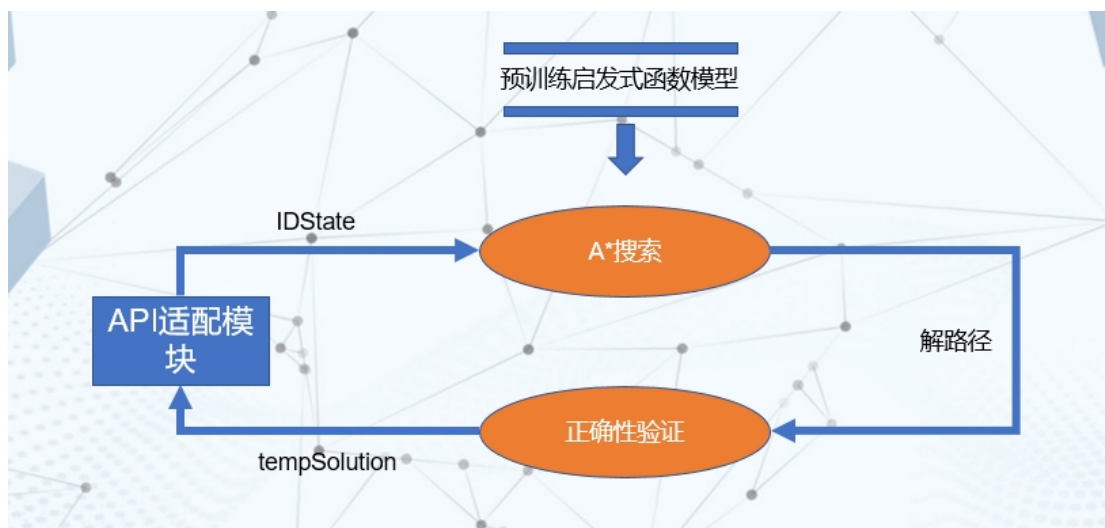 预训练启发式函数模型
IDState
A*搜索
API适配模
块
解路径
正确性验证
tempSolution